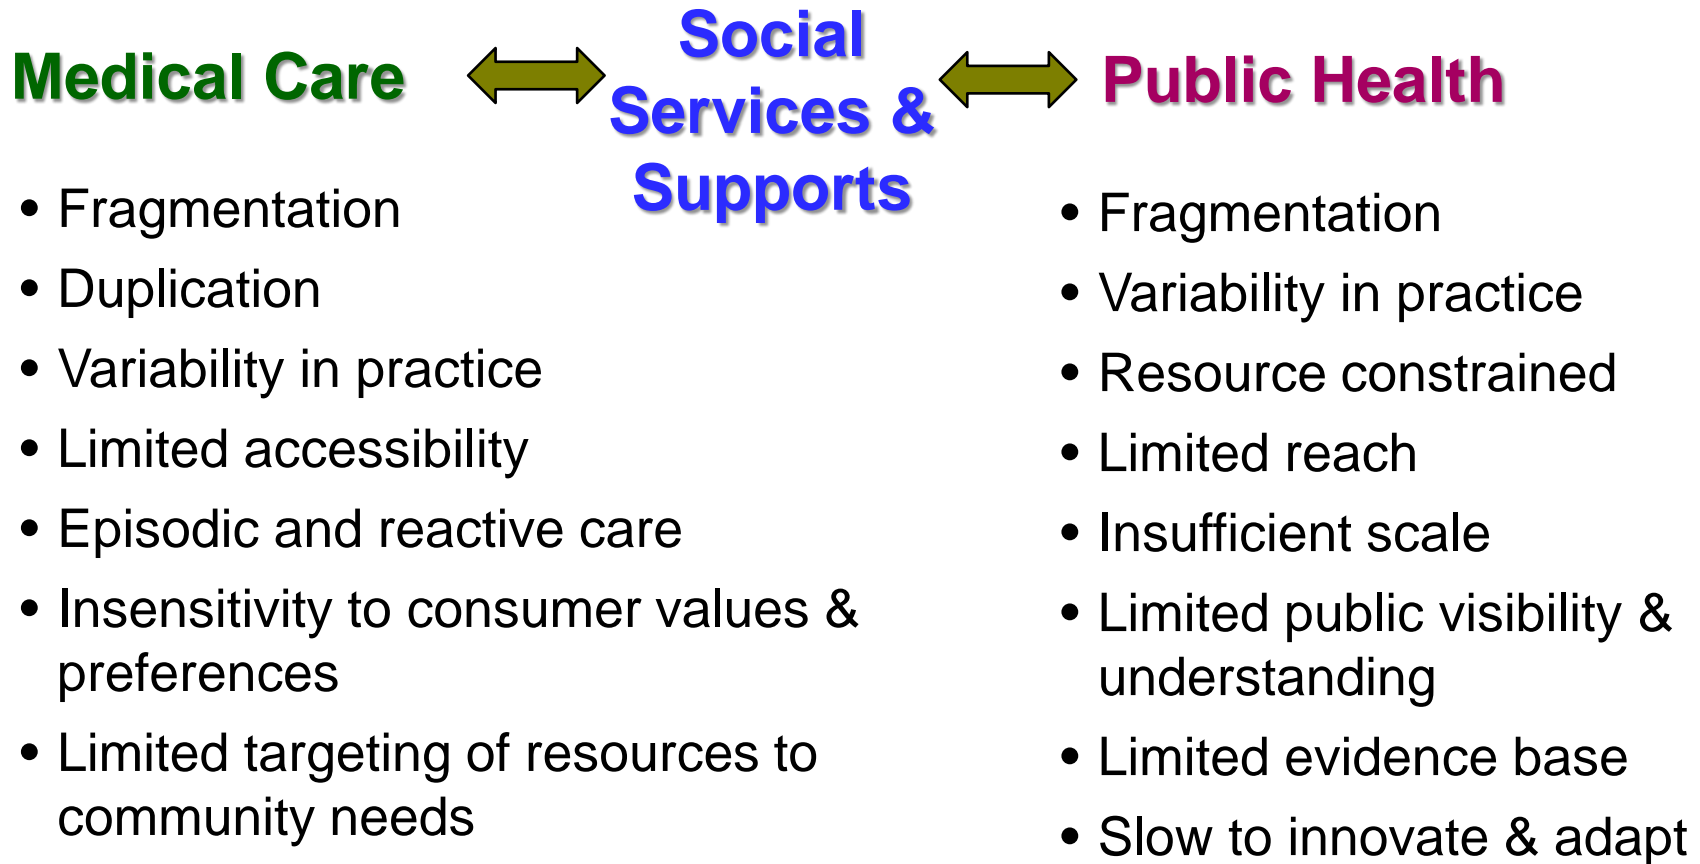 Medical Care
Social
Services &
Supports
Public Health
• Fragmentation
• Duplication
• Variability in practice
• Limited accessibility
• Episodic and reactive care
• Insensitivity to consumer values &
preferences
• Limited targeting of resources to
community needs
• Fragmentation
• Variability in practice
• Resource constrained
• Limited reach
• Insufficient scale
• Limited public visibility &
understanding
• Limited evidence base
• Slow to innovate & adapt